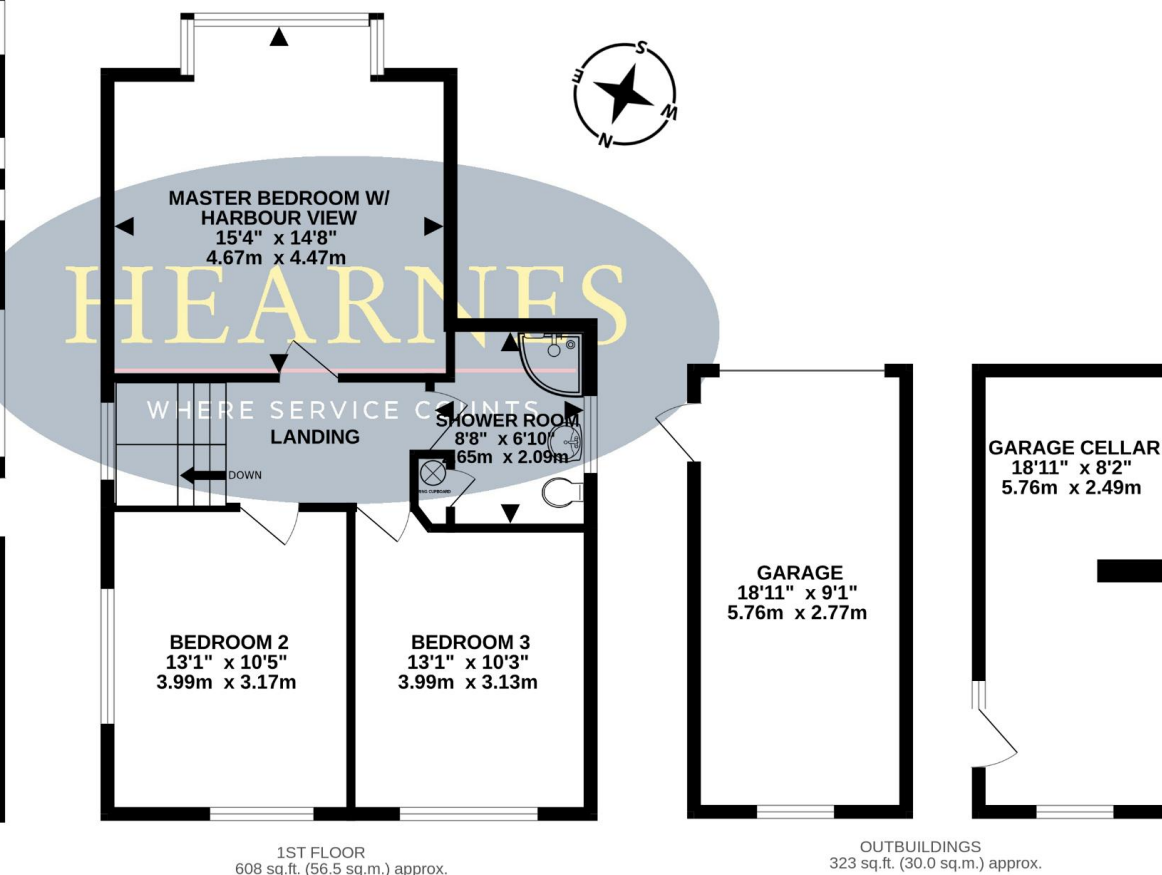 S
E
W
N
MASTER BEDROOM W/
HARBOUR VIEW
15'4" x 14'8"
4.67m x 4.47m
HEARNES
WHERE SERVICE COUNTS
LANDING
DOWN
SHOWER ROOM
8'8" x 6'10"
2.65m x 2.09m
CUPBOARD
BEDROOM 2
13'1" x 10'5"
3.99m x 3.17m
BEDROOM 3
13'1" x 10'3"
3.99m x 3.13m
GARAGE
18'11" x 9'1"
5.76m x 2.77m
GARAGE CELLAR
18'11" x 8'2"
5.76m x 2.49m
1ST FLOOR
608 sq.ft. (56.5 sq.m.) approx.
OUTBUILDINGS
323 sq.ft. (30.0 sq.m.) approx.